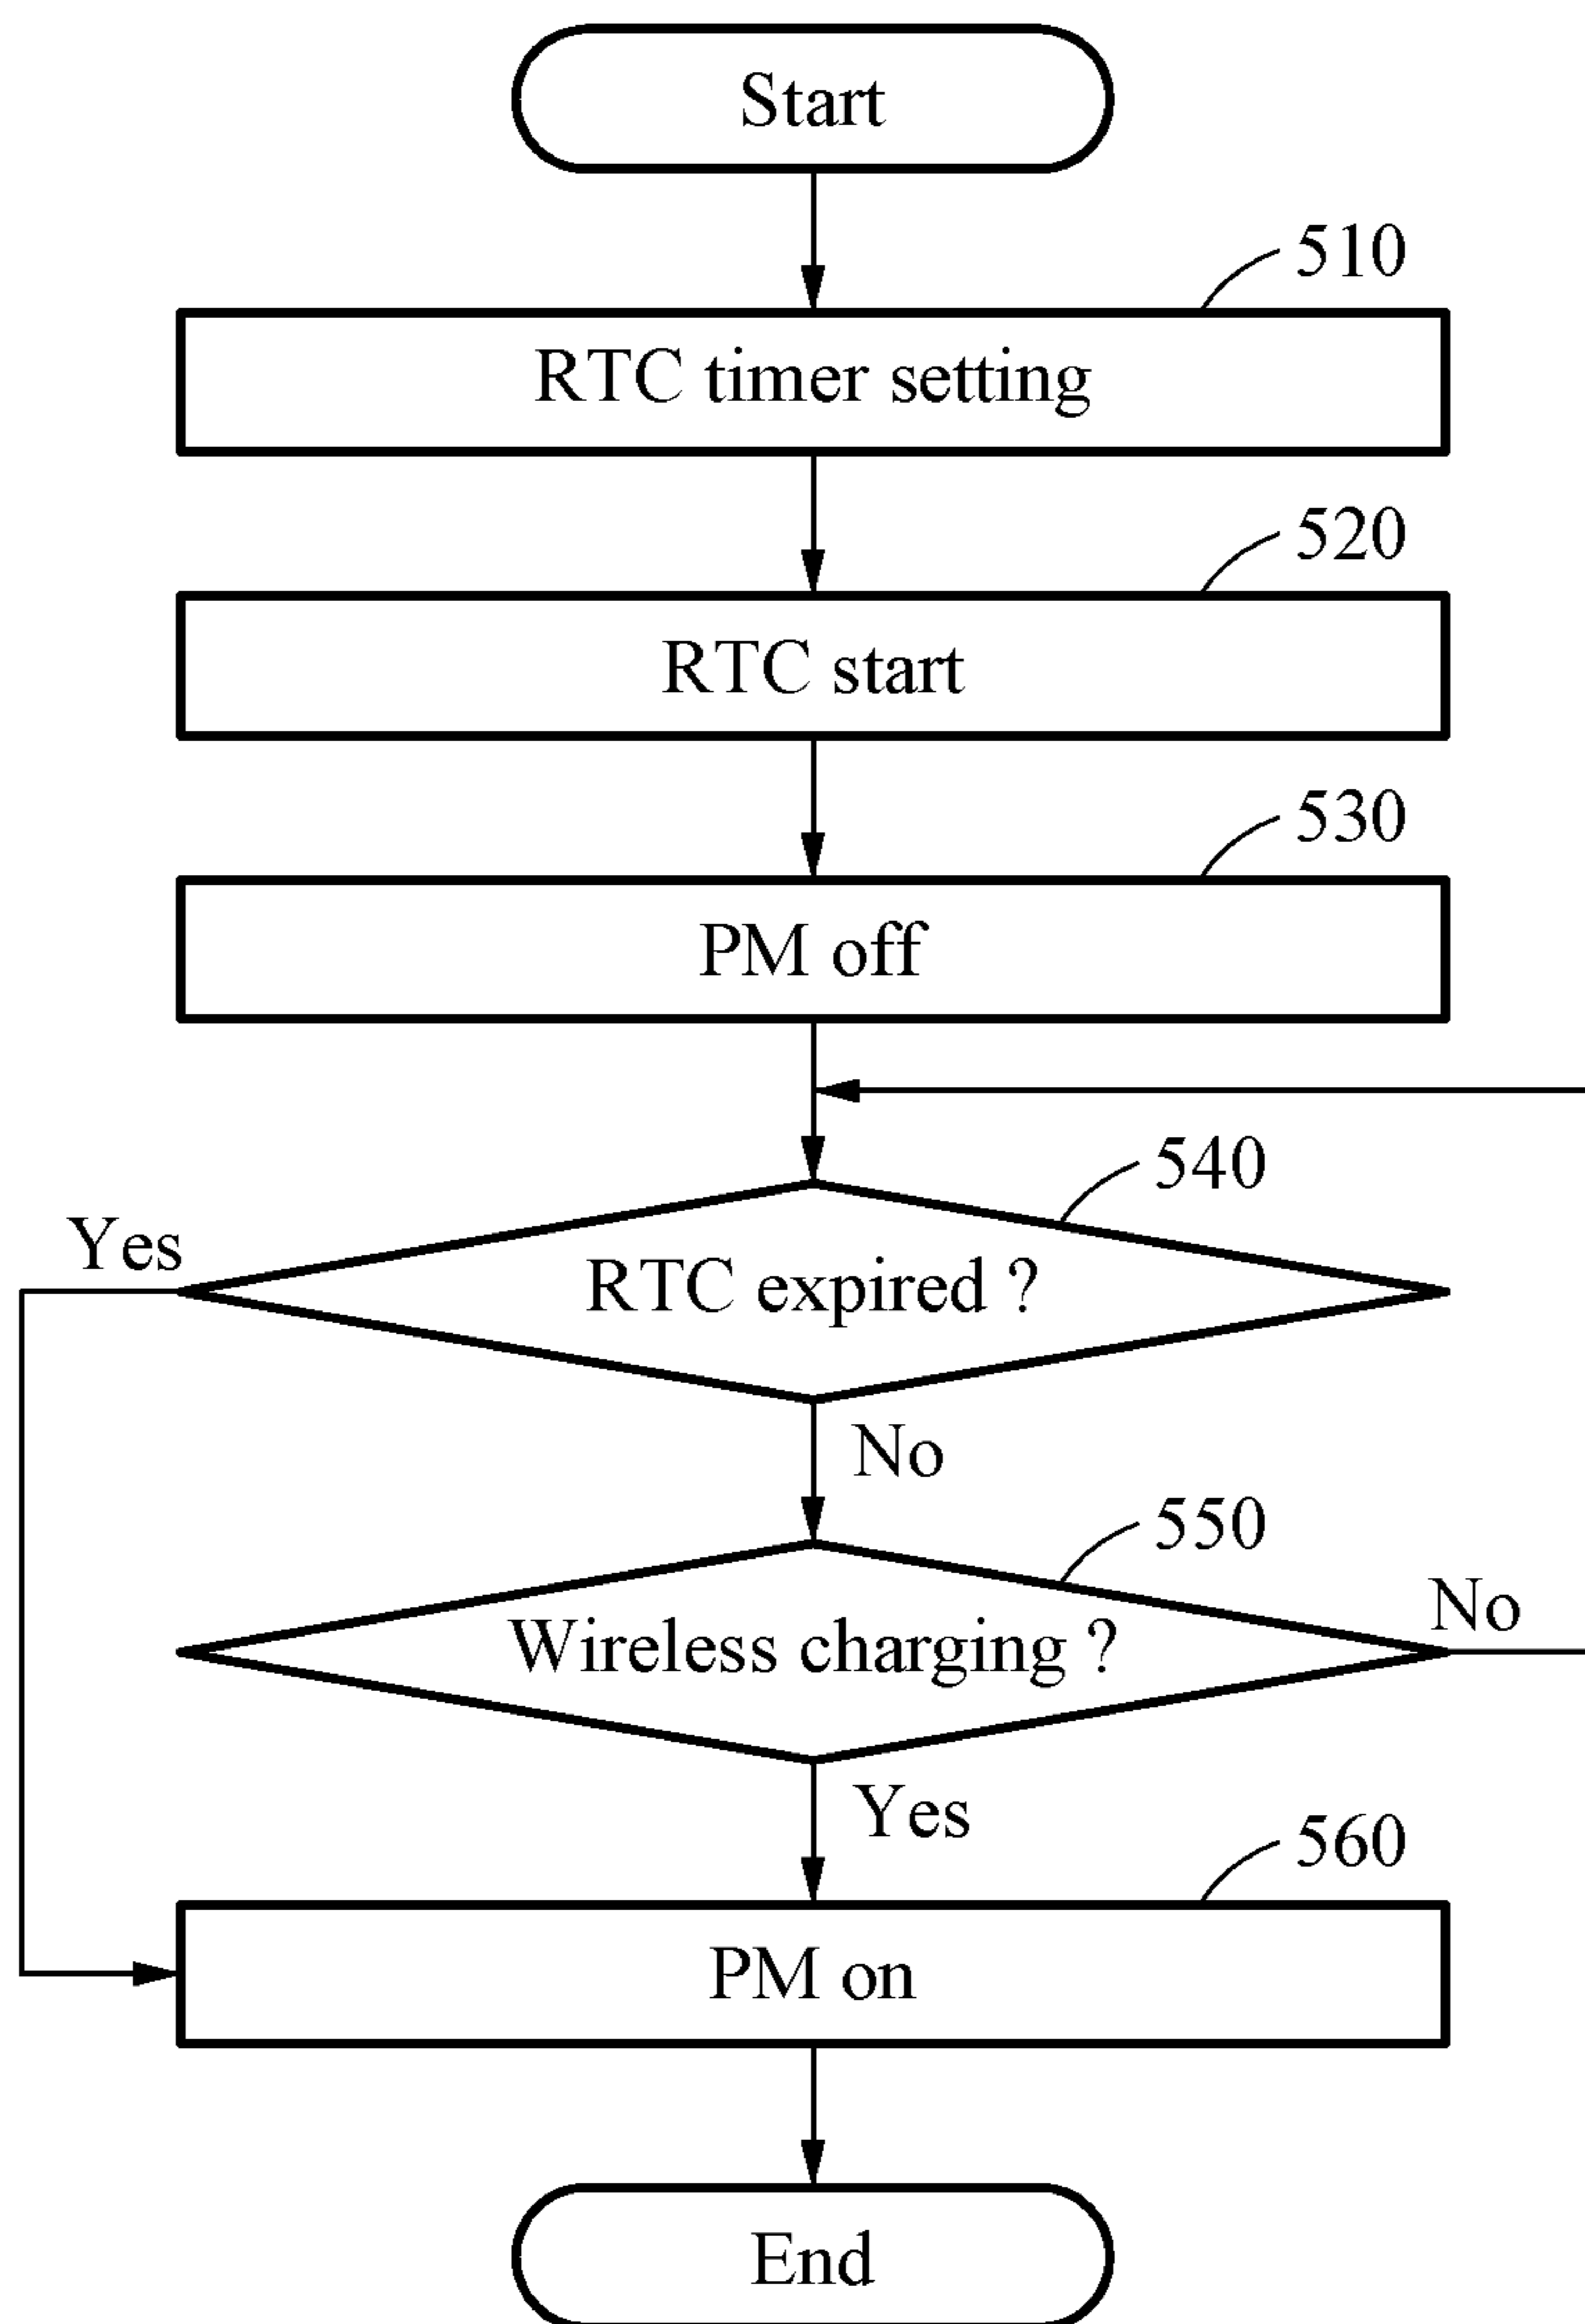 Start
510
RTC timer setting
520
RTC start
530
PM off
540
Yes
RTC expired ?
No
550
No
Wireless charging ?
Yes
560
PM on
End